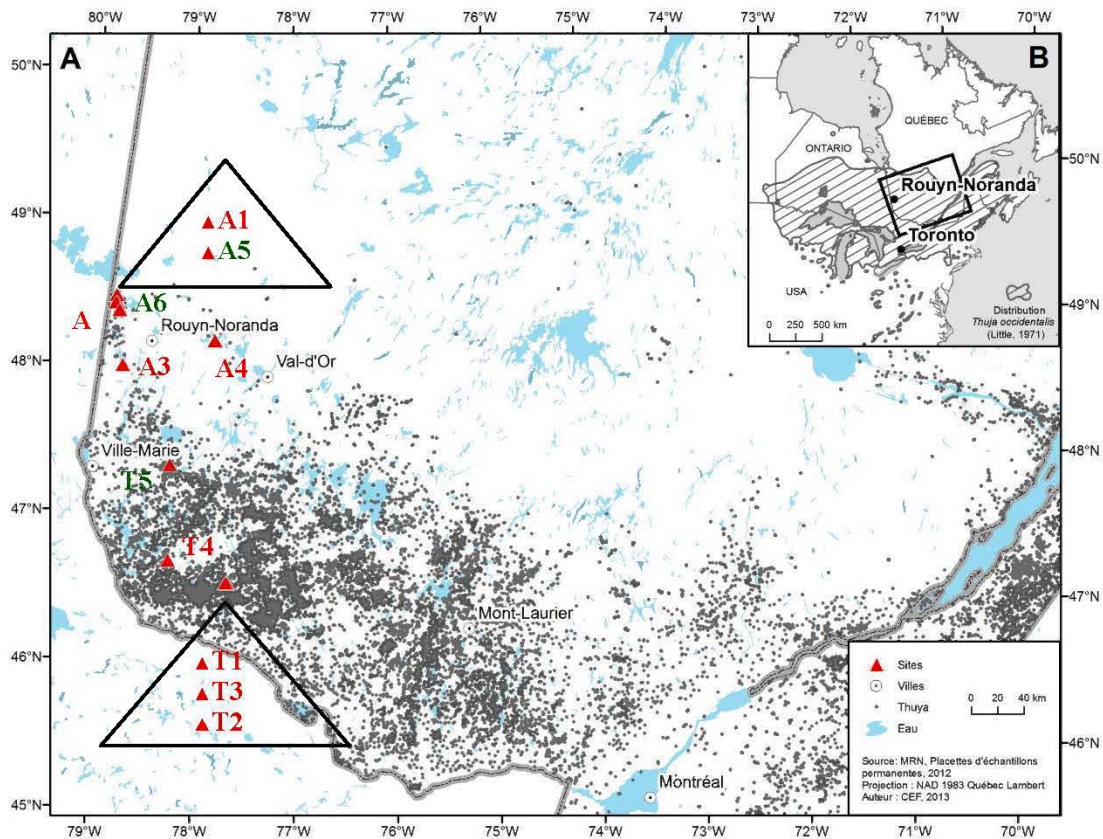 80°W 79°W 78°W 77°W 76°W 75°W 74°W 73°W 72°W 71°W 70°W
A
B
50°N
50°N
QUÉBEC
ONTARIO
Rouyn-Noranda
Toronto
USA
0 250 500 km
Distribution
Thuja occidentalis
(Little, 1971)
49°N
A1
A5
49°N
A
A6
Rouyn-Noranda
48°N
A3
A4
Val-d'Or
48°N
Ville-Marie
T5
47°N
T4
47°N
Mont-Laurier
46°N
T1
T3
T2
Sites
Villes
Thuya
Eau
0 20 40 km
Source: MRN, Placettes d'échantillons
permanentes, 2012
Projection : NAD 1983 Québec Lambert
Auteur : CEF, 2013
46°N
Montréal
45°N
79°W 78°W 77°W 76°W 75°W 74°W 73°W 72°W 71°W 70°W